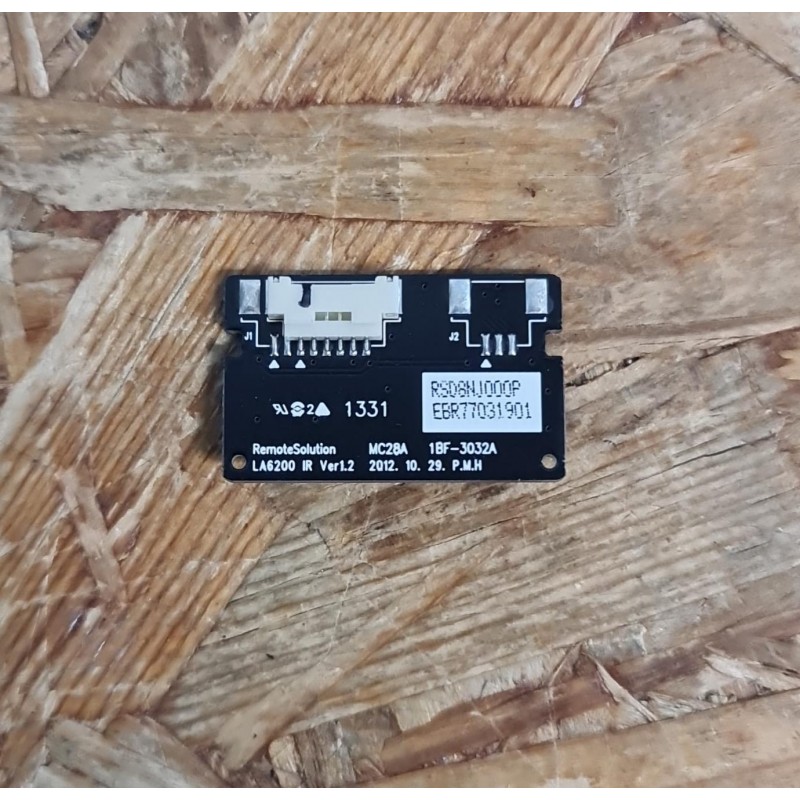 J1
J2
RSD8NJ000P
EBR77031901
2 1331
RemoteSolution MC28A 1BF-3032A
LA6200 IR Ver1.2 2012. 10. 29. P.M.H